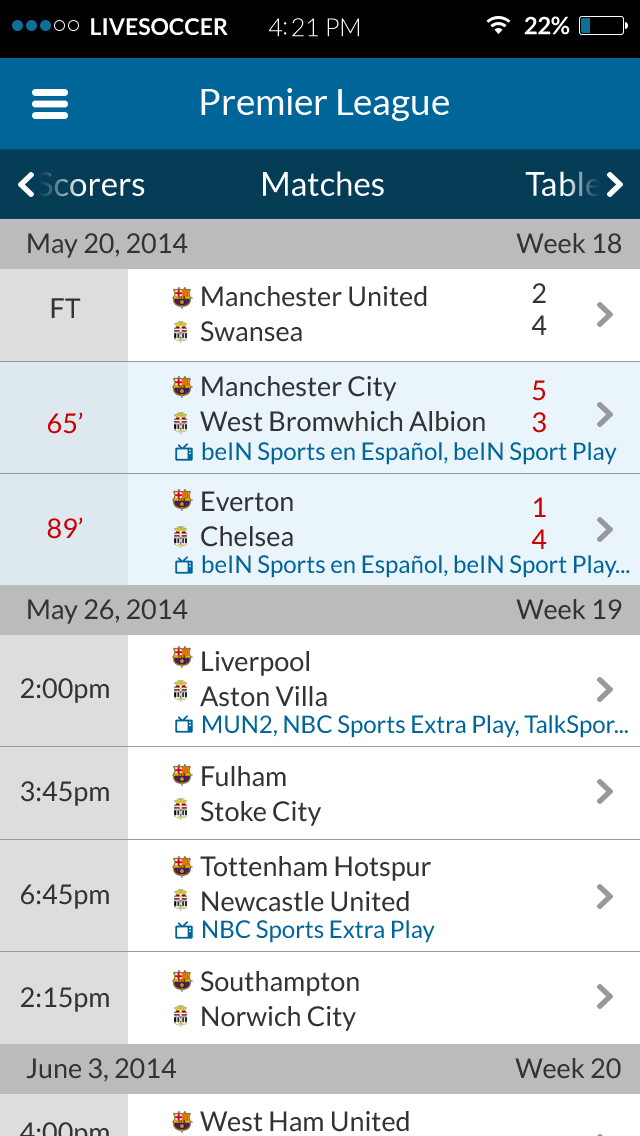 LIVESOCCER 4:21 PM 22%
Premier League
Scorers Matches Table
May 20, 2014 Week 18
FT Manchester United 2
Swansea 4
65’ Manchester City 5
West Bromwhich Albion 3
beIN Sports en Español, beIN Sport Play
89’ Everton 1
Chelsea 4
beIN Sports en Español, beIN Sport Play...
May 26, 2014 Week 19
2:00pm Liverpool
Aston Villa
MUN2, NBC Sports Extra Play, TalkSpor...
3:45pm Fulham
Stoke City
6:45pm Tottenham Hotspur
Newcastle United
NBC Sports Extra Play
2:15pm Southampton
Norwich City
June 3, 2014 Week 20
4:00pm West Ham United